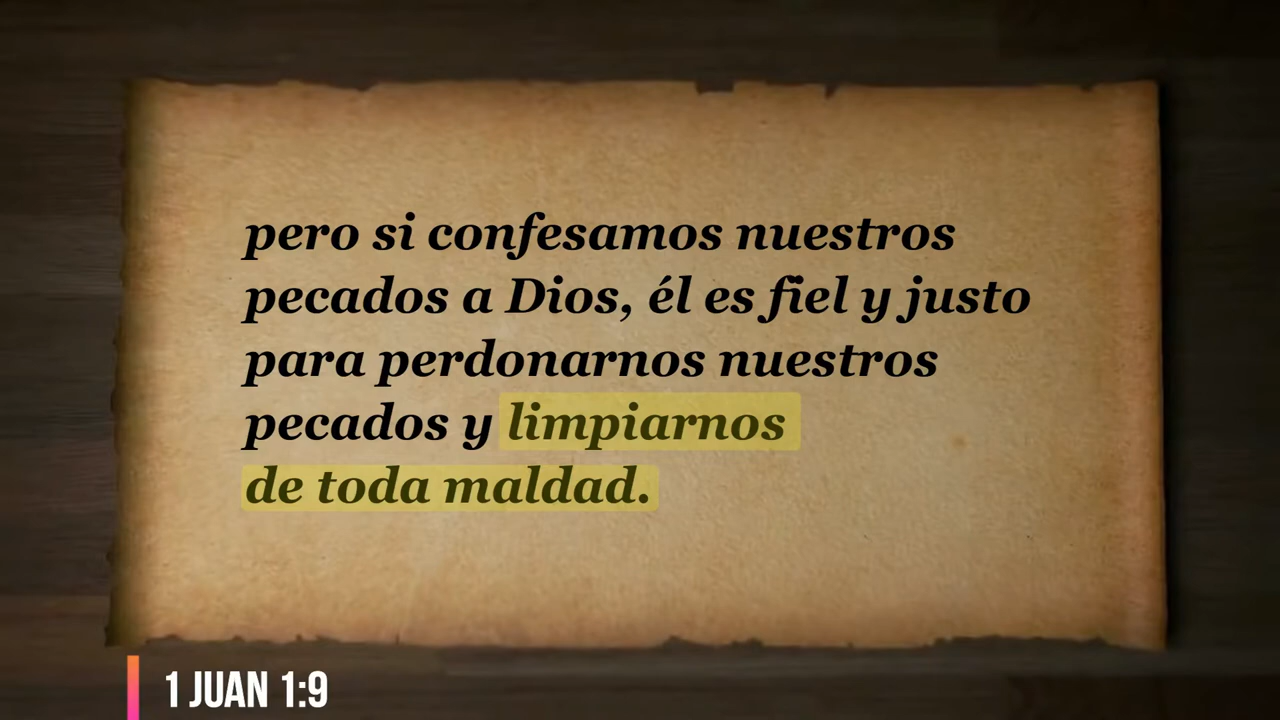 pero si confesamos nuestros
pecados a Dios, él es fiel y justo
para perdonarnos nuestros
pecados y limpiarnos
de toda maldad.
1 JUAN 1:9